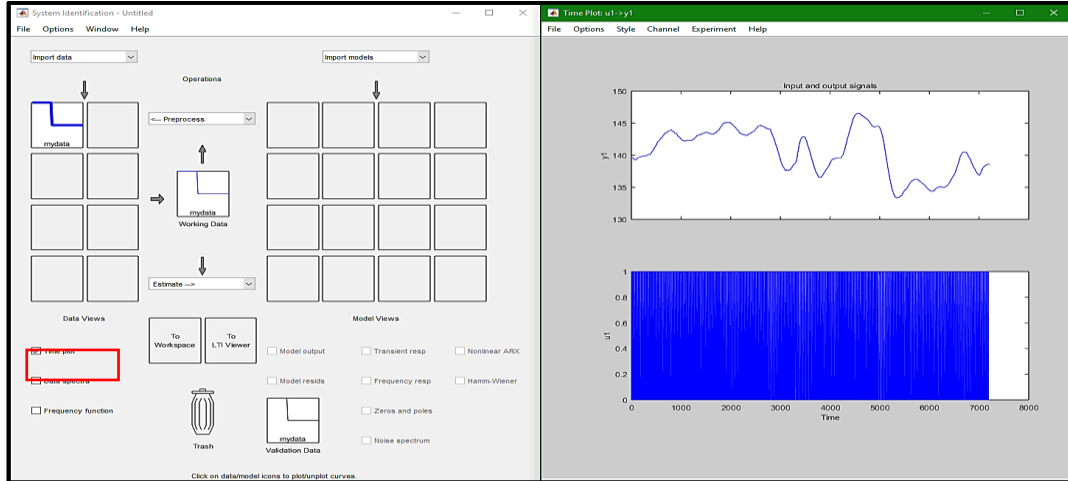 System Identification - Untitled
File Options Window Help
Import data
Import models
Operations
<-- Preprocess
mydata
mydata
Working Data
Estimate -->
Data Views
Model Views
To Workspace
To LTI Viewer
Time plot
Data spectra
Frequency function
Model output
Transient resp
Nonlinear ARX
Model resids
Frequency resp
Hamm-Wiener
Zeros and poles
Noise spectrum
Trash
mydata
Validation Data
Click on data/model icons to plot/unplot curves.
Time Plot: u1->y1
File Options Style Channel Experiment Help
Input and output signals
150
145
140
135
130
y1
1
0.8
0.6
0.4
0.2
0
u1
0 1000 2000 3000 4000 5000 6000 7000 8000
Time